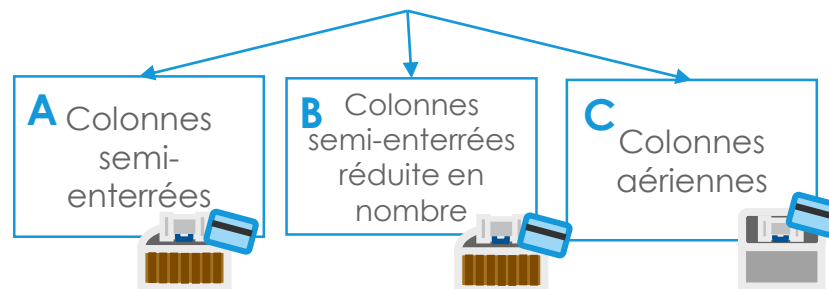 A
Colonnes
semi-
enterrées
B
Colonnes
semi-enterrées
réduite en
nombre
C
Colonnes
aériennes